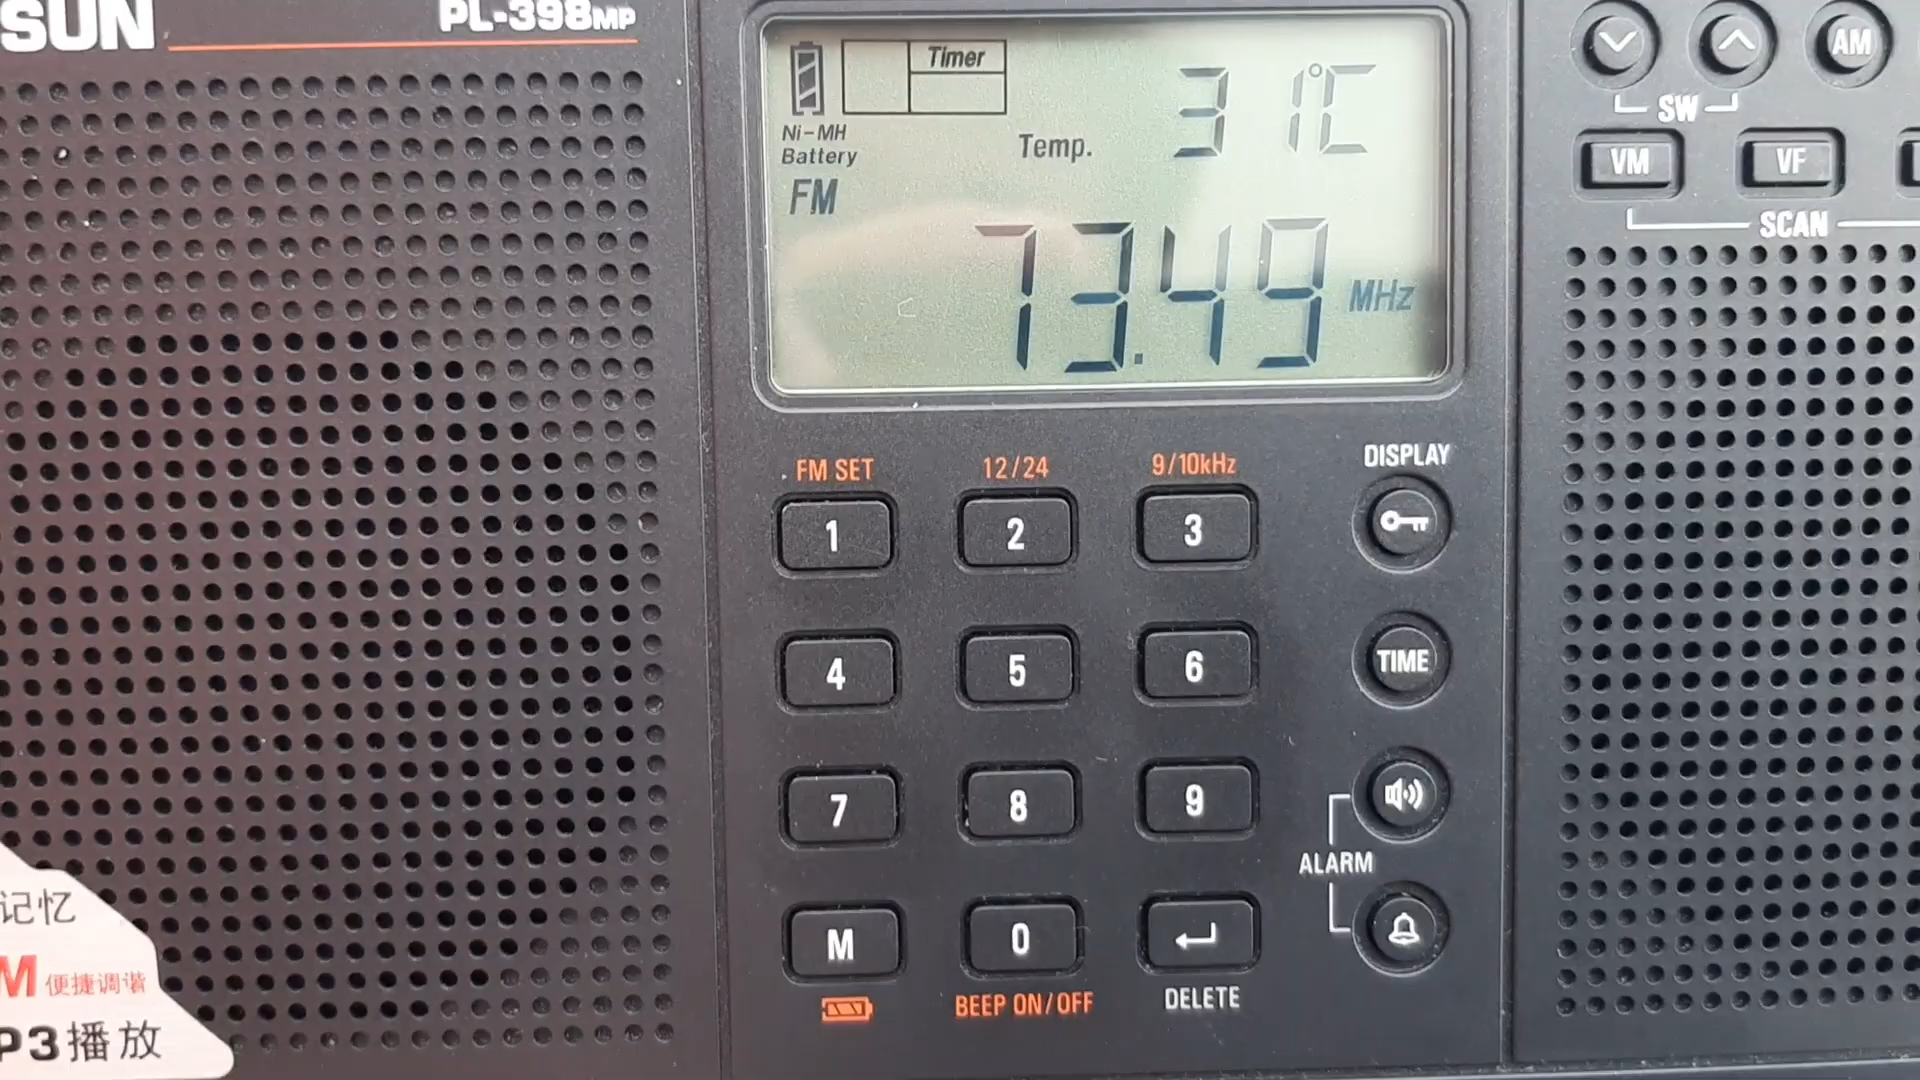 SUN
PL-398MP
Timer
31°C
Ni-MH
Battery
Temp.
FM
73.49 MHz
AM
SW
VM
VF
SCAN
FM SET
12/24
9/10kHz
DISPLAY
1
2
3
4
5
6
TIME
7
8
9
ALARM
M
0
BEEP ON/OFF
DELETE
记忆
M 便捷调谐
P3播放